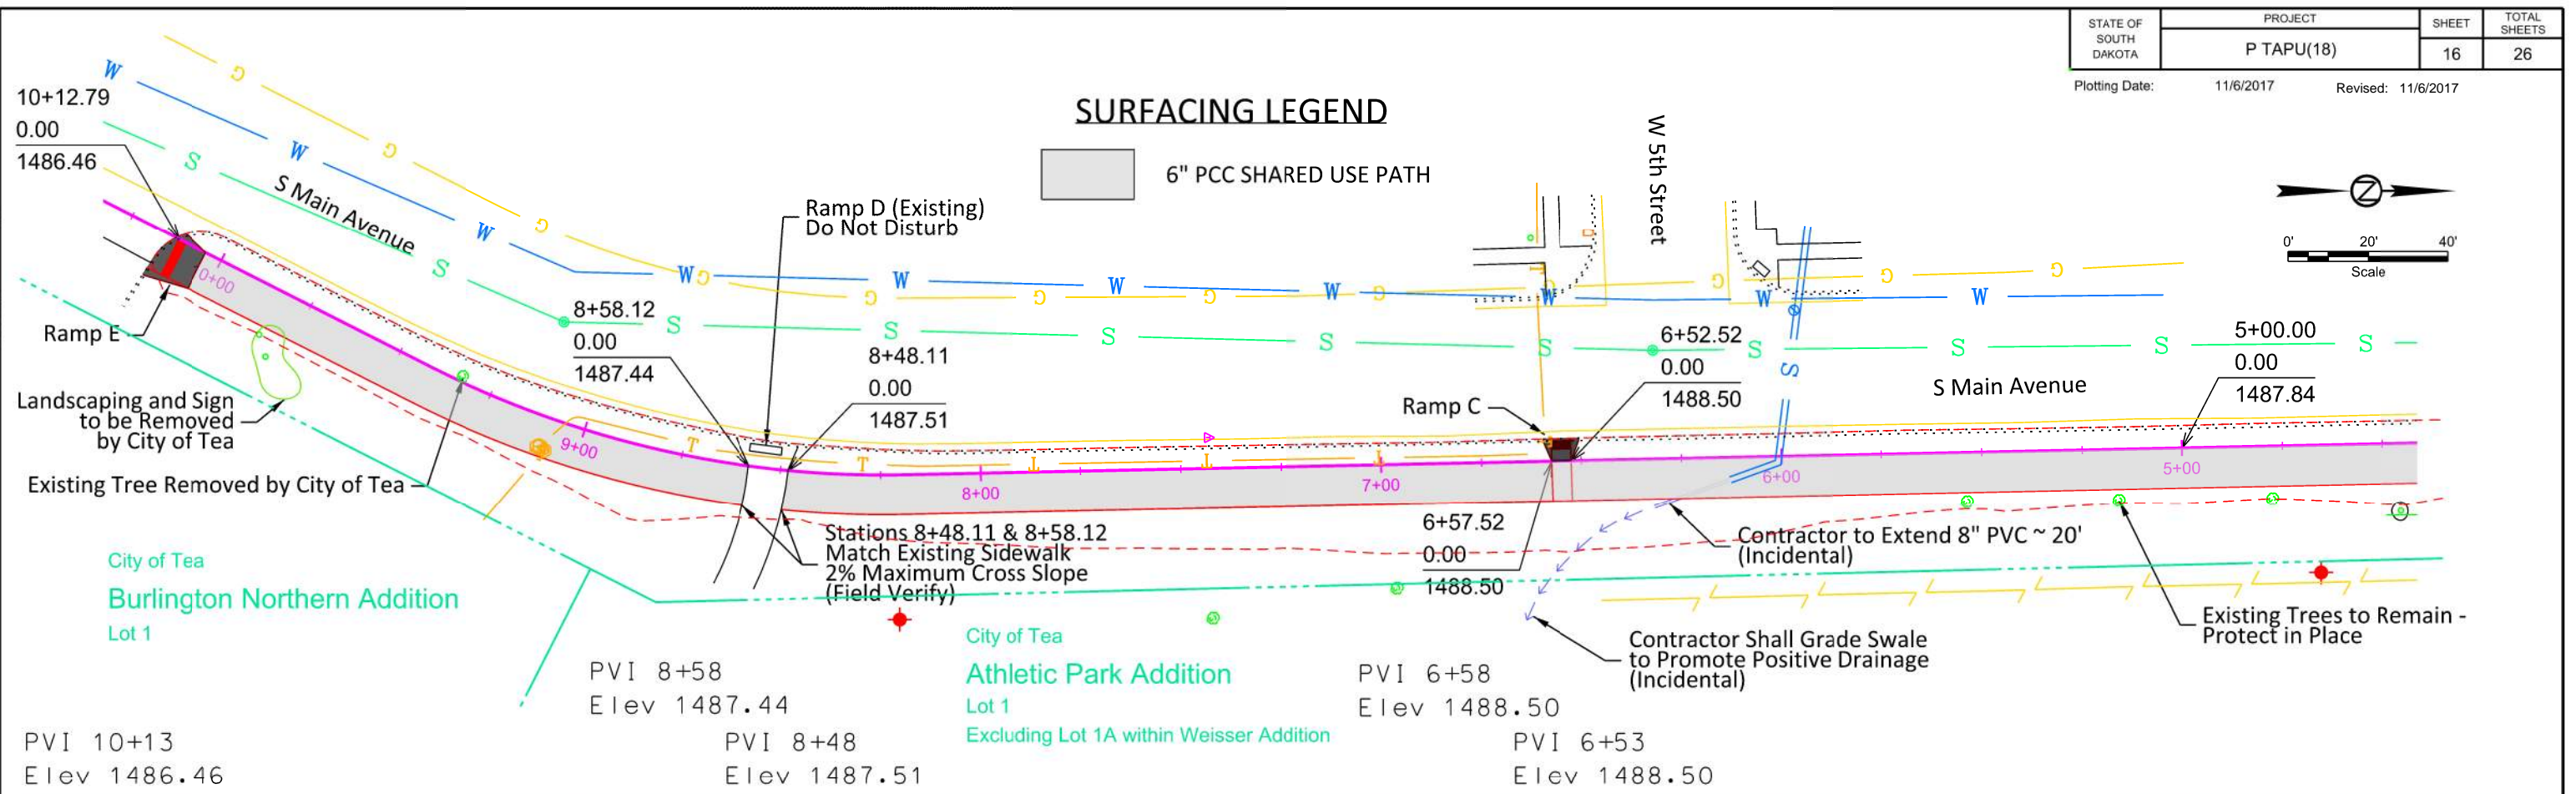 STATE OF
SOUTH
DAKOTA
PROJECT
P TAPU(18)
SHEET
16
TOTAL
SHEETS
26
Plotting Date:
11/6/2017
Revised: 11/6/2017
SURFACING LEGEND
6" PCC SHARED USE PATH
10+12.79
0.00
1486.46
S Main Avenue
Ramp D (Existing)
Do Not Disturb
W 5th Street
Z
0' 20' 40'
Scale
Ramp E
0+00
8+58.12
0.00
1487.44
8+48.11
0.00
1487.51
Ramp C
6+52.52
0.00
1488.50
S Main Avenue
5+00.00
0.00
1487.84
Landscaping and Sign
to be Removed
by City of Tea
Existing Tree Removed by City of Tea
9+00
8+00
7+00
6+00
5+00
Stations 8+48.11 & 8+58.12
Match Existing Sidewalk
2% Maximum Cross Slope
(Field Verify)
6+57.52
0.00
1488.50
Contractor to Extend 8" PVC ~ 20'
(Incidental)
Contractor Shall Grade Swale
to Promote Positive Drainage
(Incidental)
Existing Trees to Remain -
Protect in Place
City of Tea
Burlington Northern Addition
Lot 1
City of Tea
Athletic Park Addition
Lot 1
Excluding Lot 1A within Weisser Addition
PVI 10+13
Elev 1486.46
PVI 8+58
Elev 1487.44
PVI 8+48
Elev 1487.51
PVI 6+58
Elev 1488.50
PVI 6+53
Elev 1488.50
W W W W W W W W W W
G G G G G G G G G G G G
S S S S S S S S S S S S S
T T T T T